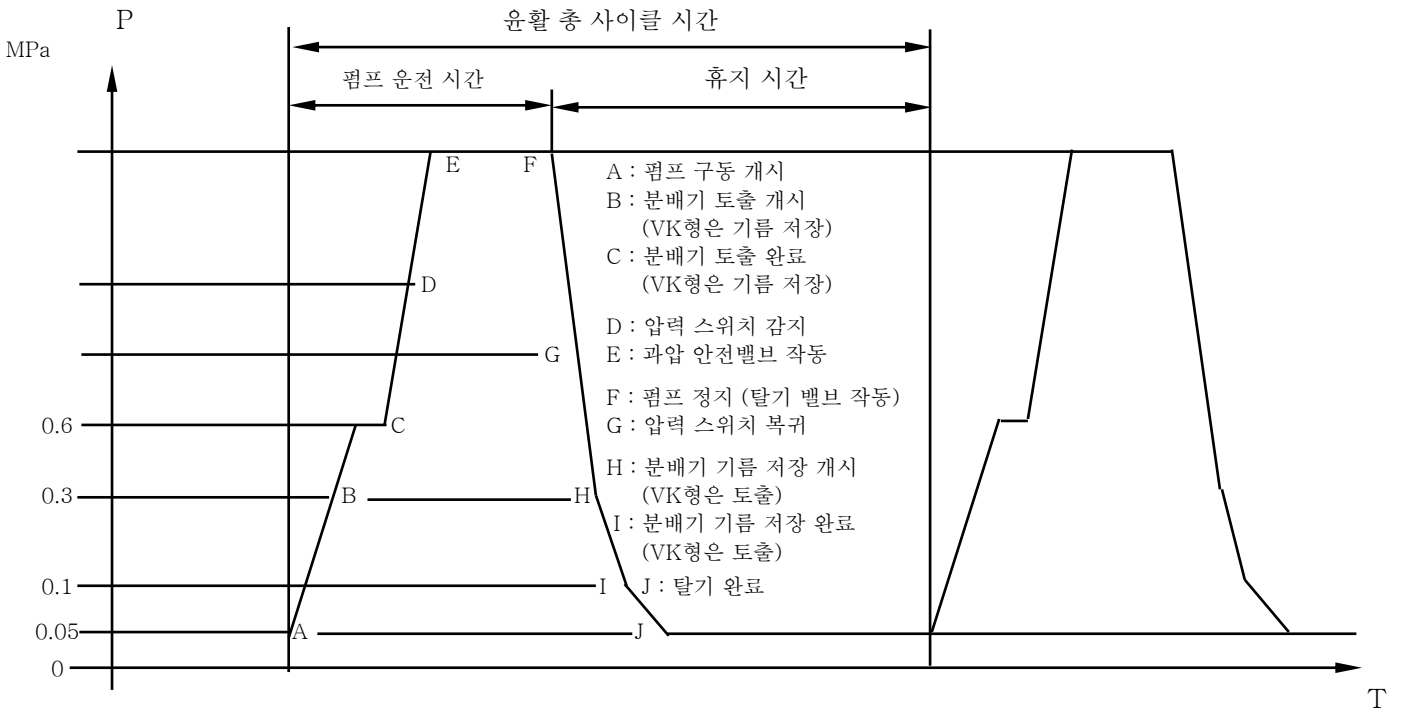 P
윤활 총 사이클 시간
MPa
펌프 운전 시간
휴지 시간
E
F
A : 펌프 구동 개시
B : 분배기 토출 개시
(VK형은 기름 저장)
C : 분배기 토출 완료
(VK형은 기름 저장)
D
D : 압력 스위치 감지
G
E : 과압 안전밸브 작동
F : 펌프 정지 (탈기 밸브 작동)
0.6
C
G : 압력 스위치 복귀
H : 분배기 기름 저장 개시
0.3
B
H
(VK형은 토출)
I : 분배기 기름 저장 완료
(VK형은 토출)
0.1
I
J : 탈기 완료
0.05
A
J
0
T